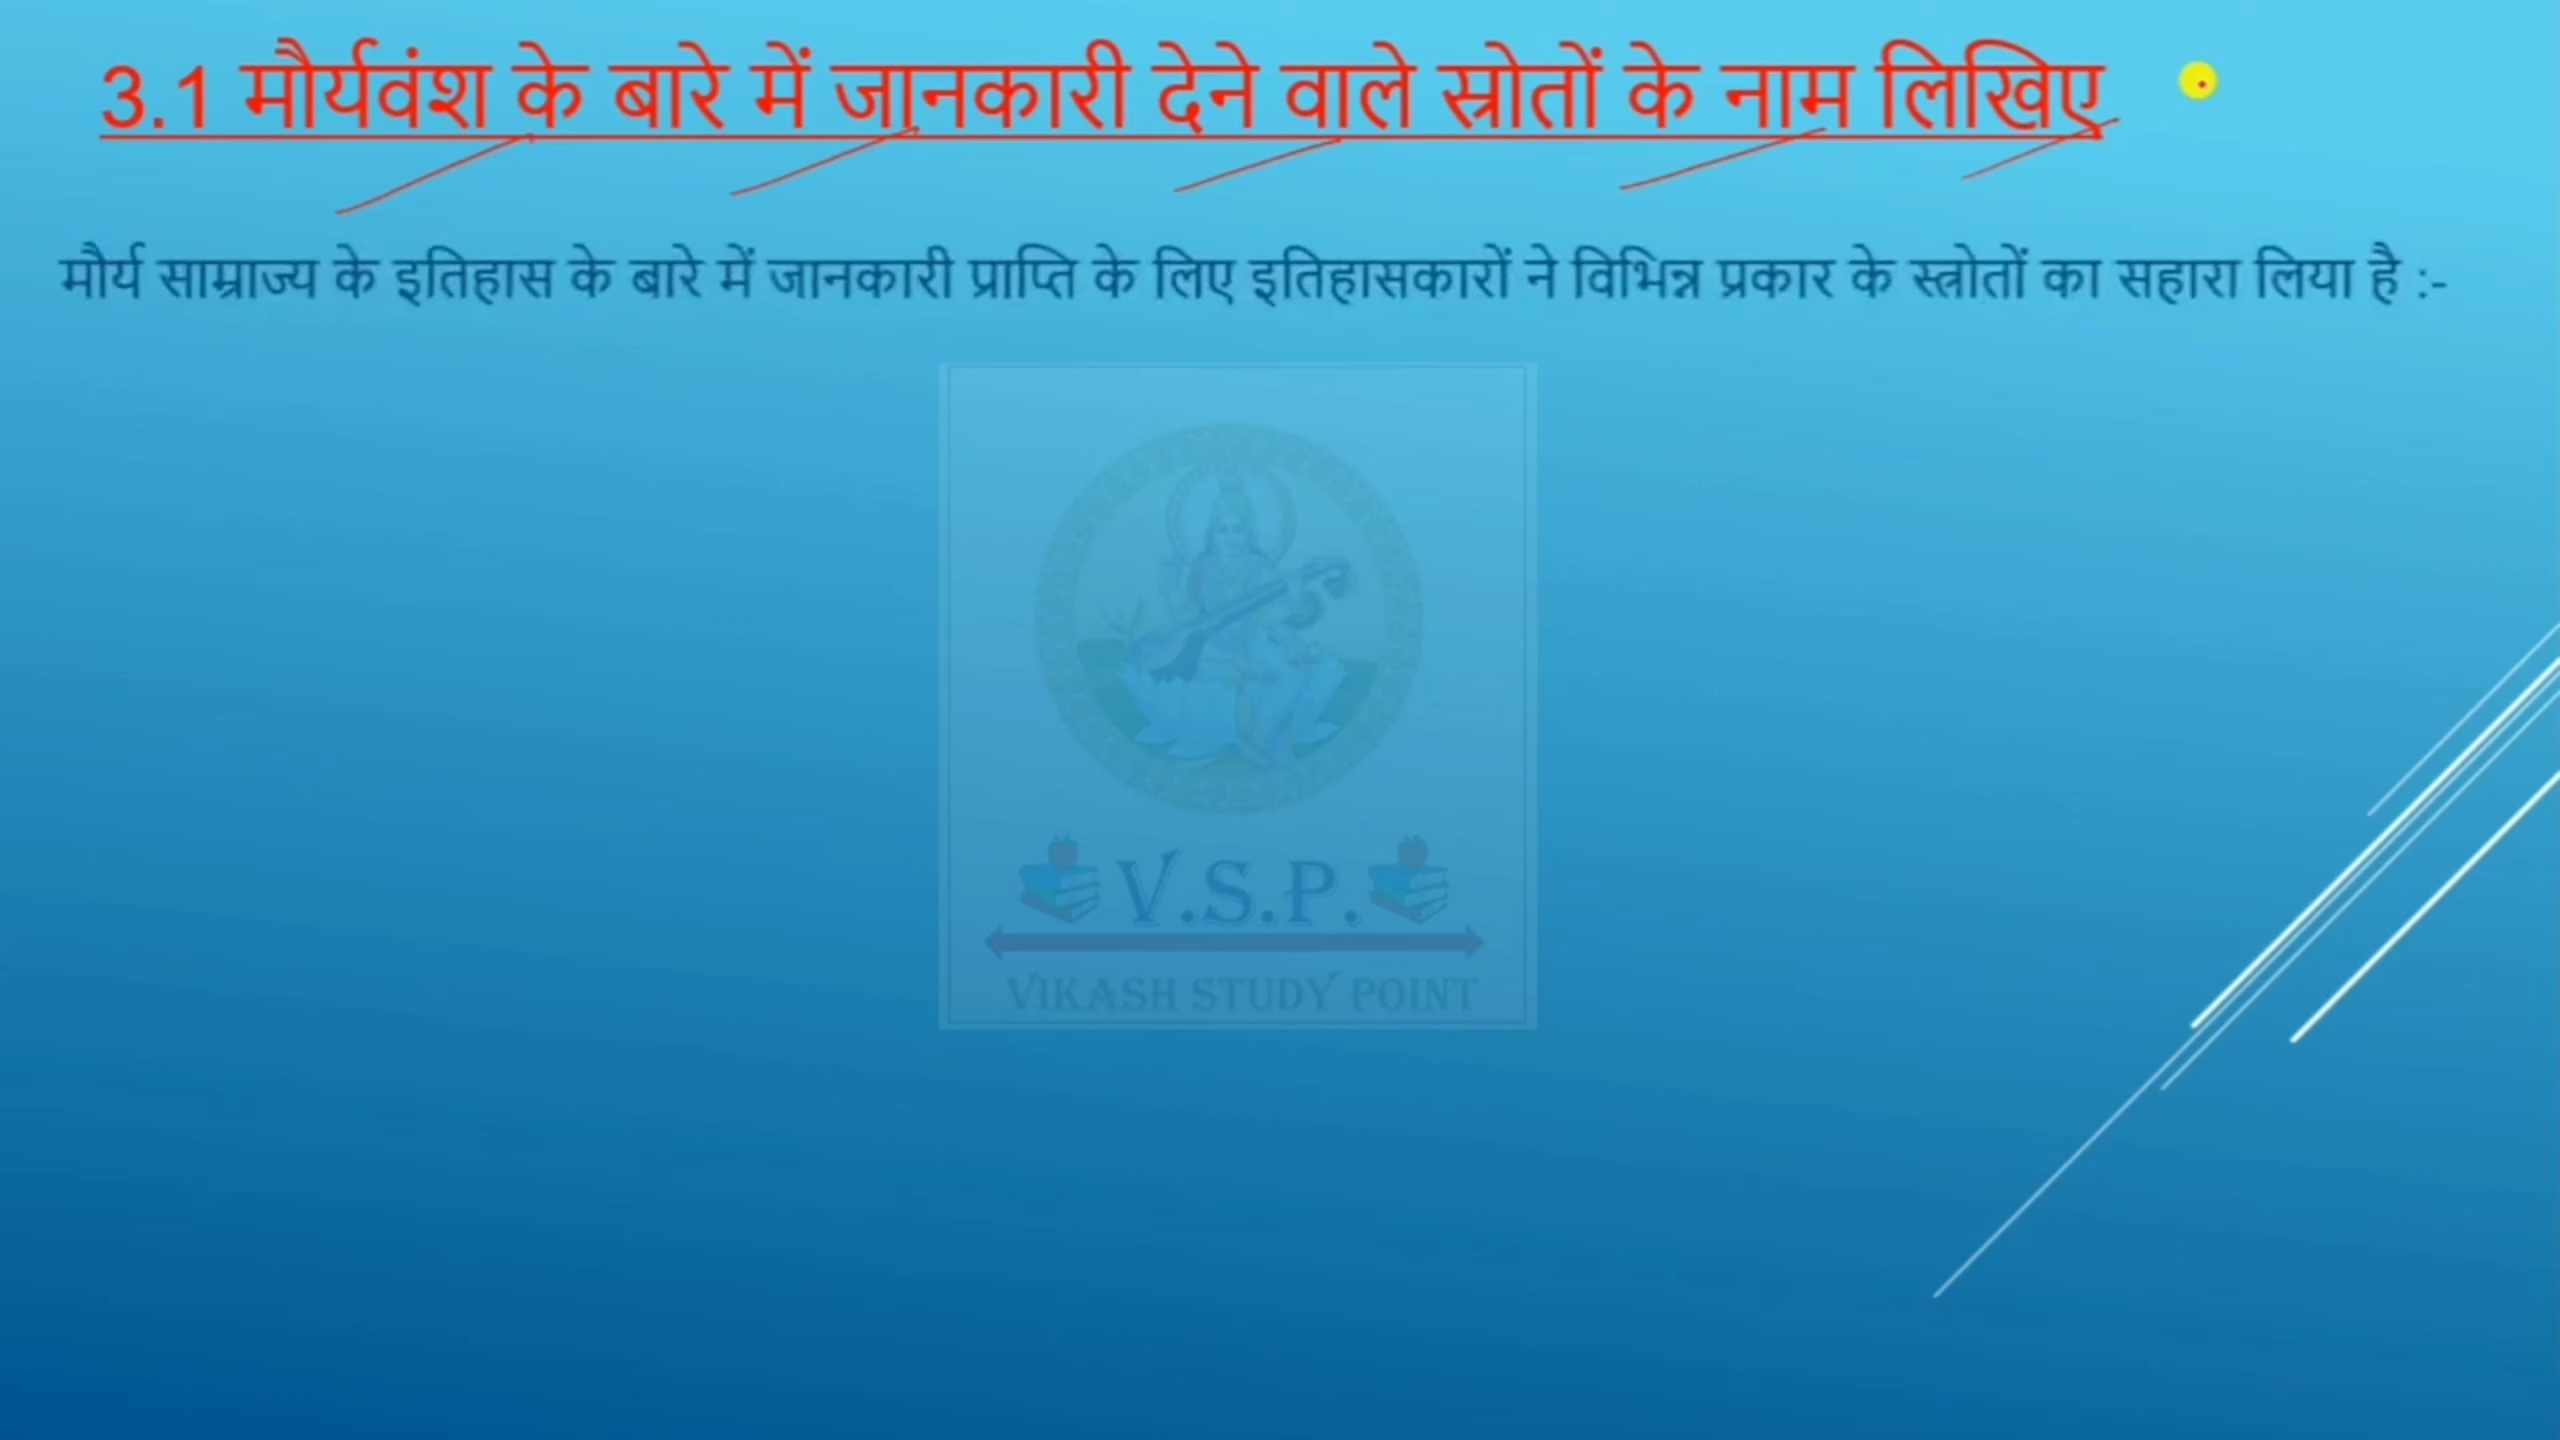 3.1 मौर्यवंश के बारे में जानकारी देने वाले स्रोतों के नाम लिखिए
मौर्य साम्राज्य के इतिहास के बारे में जानकारी प्राप्ति के लिए इतिहासकारों ने विभिन्न प्रकार के स्त्रोतों का सहारा लिया है :-
V.S.P.
VIKASH STUDY POINT